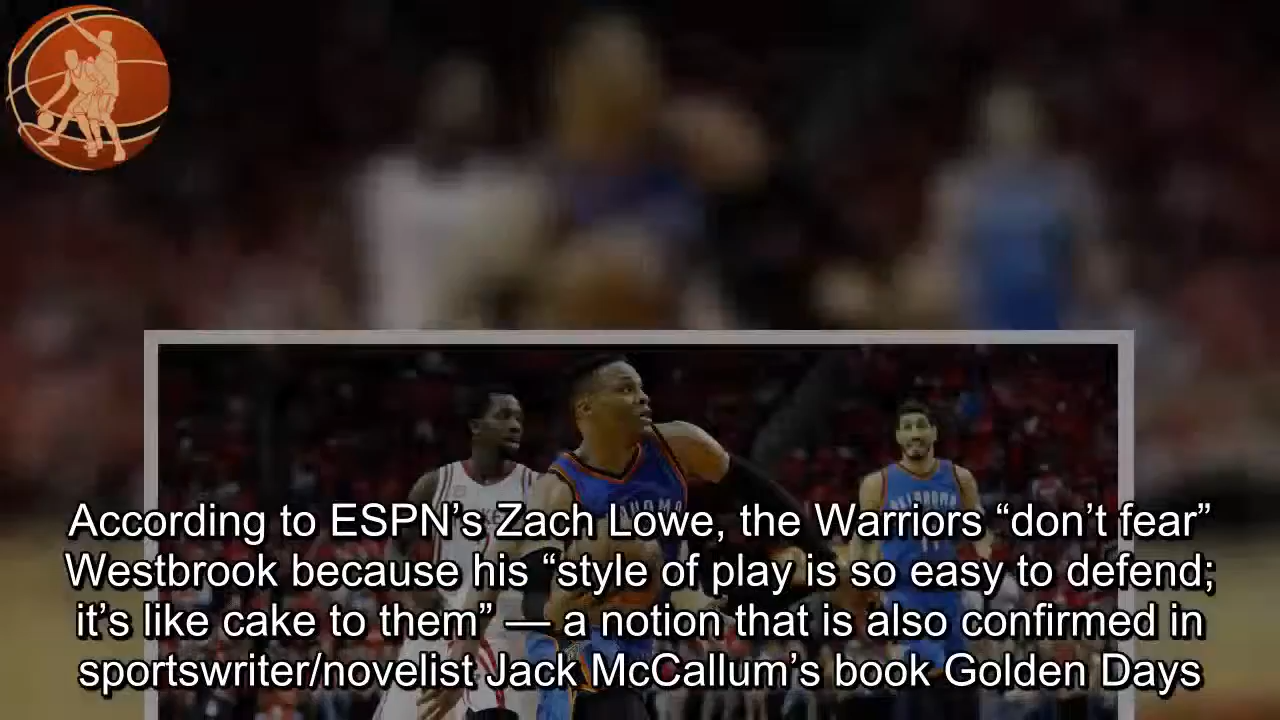 According to ESPN’s Zach Lowe, the Warriors “don’t fear”
Westbrook because his “style of play is so easy to defend;
it’s like cake to them” — a notion that is also confirmed in
sportswriter/novelist Jack McCallum’s book Golden Days